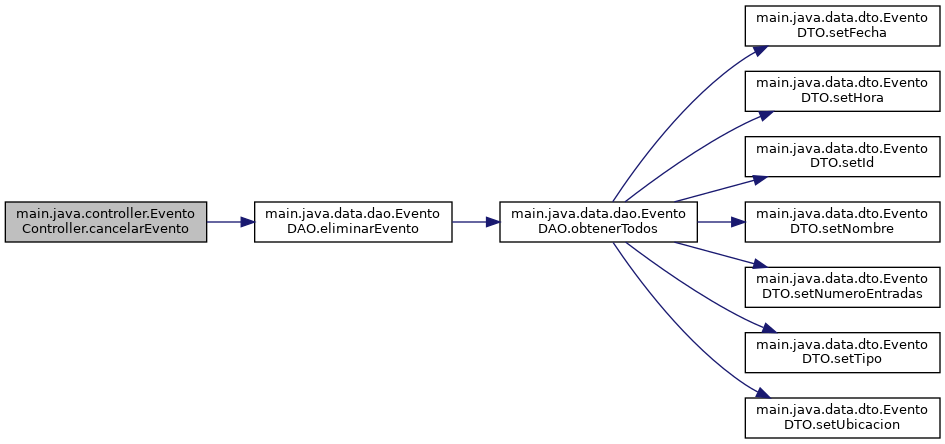 main.java.controller.Evento
Controller.cancelarEvento
main.java.data.dao.Evento
DAO.eliminarEvento
main.java.data.dao.Evento
DAO.obtenerTodos
main.java.data.dto.Evento
DTO.setFecha
main.java.data.dto.Evento
DTO.setHora
main.java.data.dto.Evento
DTO.setId
main.java.data.dto.Evento
DTO.setNombre
main.java.data.dto.Evento
DTO.setNumeroEntradas
main.java.data.dto.Evento
DTO.setTipo
main.java.data.dto.Evento
DTO.setUbicacion